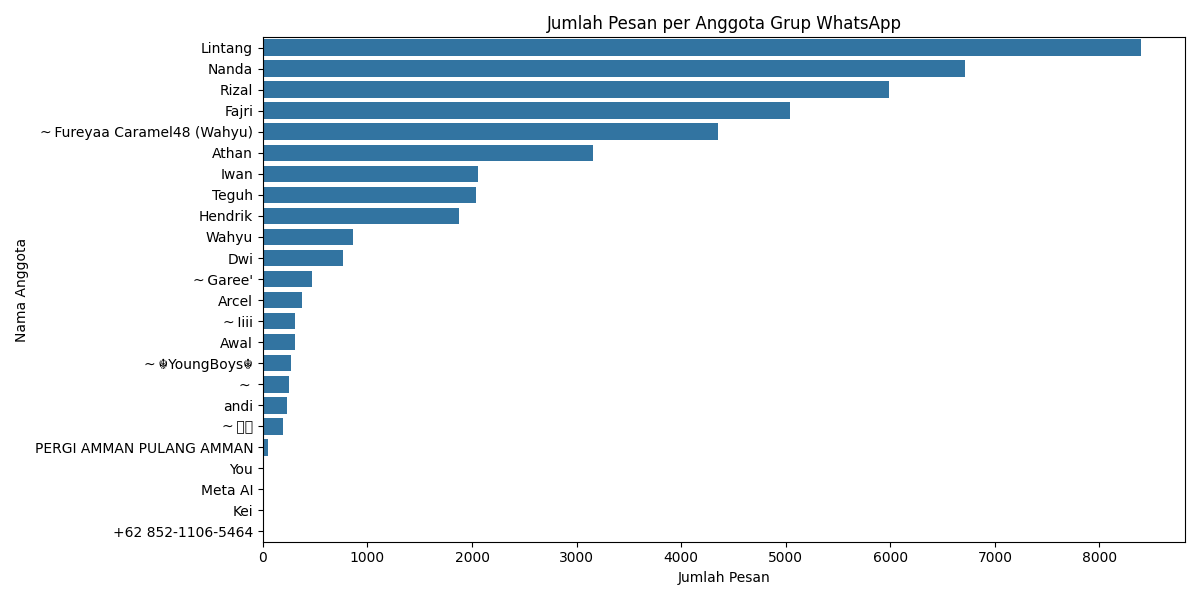 Jumlah Pesan per Anggota Grup WhatsApp
Nama Anggota
Lintang
Nanda
Rizal
Fajri
~ Fureyaa Caramel48 (Wahyu)
Athan
Iwan
Teguh
Hendrik
Wahyu
Dwi
~ Garee'
Arcel
~ Iiii
Awal
~ ☬YoungBoys☬
~
andi
~
PERGI AMMAN PULANG AMMAN
You
Meta AI
Kei
+62 852-1106-5464
0 1000 2000 3000 4000 5000 6000 7000 8000
Jumlah Pesan